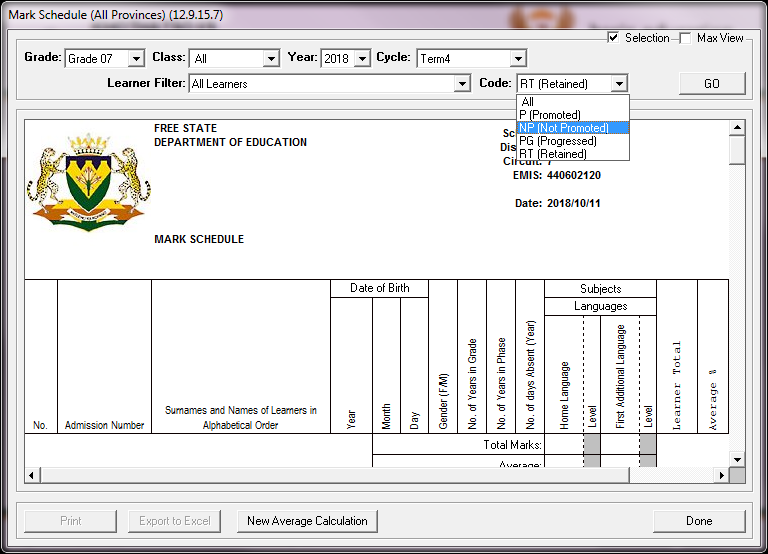 Mark Schedule (All Provinces) (12.9.15.7)
Selection Max View
Grade: Grade 07 Class: All Year: 2018 Cycle: Term4
Learner Filter: All Learners Code: RT (Retained) GO
All
P (Promoted)
NP (Not Promoted)
PG (Progressed)
RT (Retained)
FREE STATE
DEPARTMENT OF EDUCATION
EMIS: 440602120
Date: 2018/10/11
MARK SCHEDULE
Date of Birth
Subjects
Languages
No.
Admission Number
Surnames and Names of Learners in
Alphabetical Order
Year
Month
Day
Gender (F/M)
No. of Years in Grade
No. of Years in Phase
No. of days Absent (Year)
Home Language
Level
First Additional Language
Level
Learner Total
Average %
Total Marks:
Average:
Print Export to Excel New Average Calculation Done